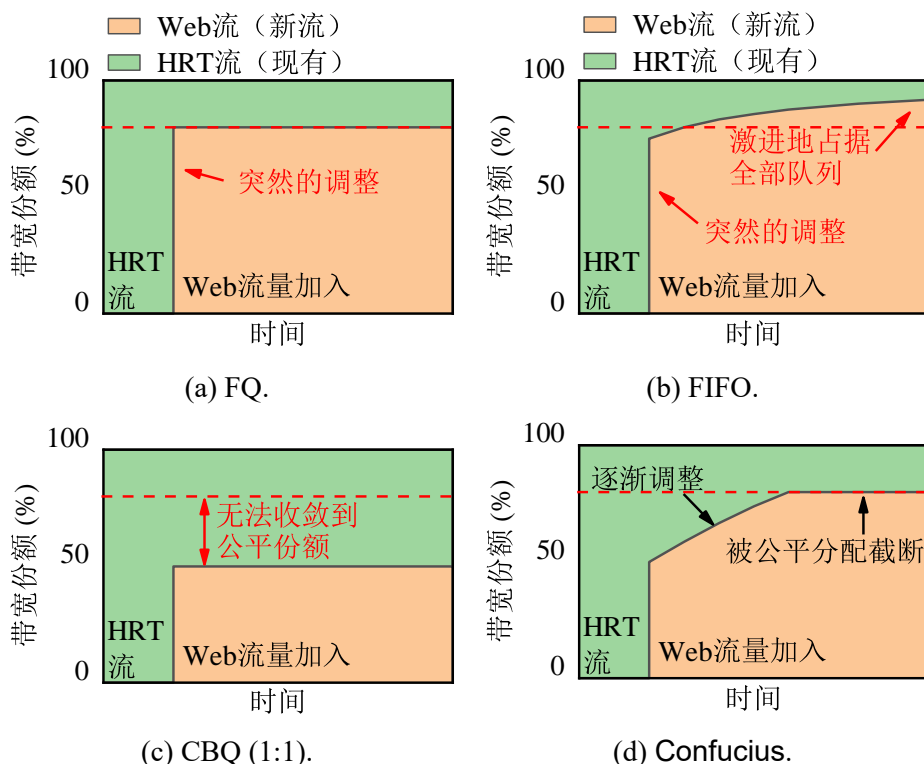 Web流（新流）
HRT流（现有）
100
50
0
带宽份额 (%)
突然的调整
HRT
流
Web流量加入
时间
(a) FQ.
Web流（新流）
HRT流（现有）
100
50
0
带宽份额 (%)
激进地占据
全部队列
突然的调整
HRT
流
Web流量加入
时间
(b) FIFO.
100
50
0
带宽份额 (%)
无法收敛到
公平份额
HRT
流
Web流量加入
时间
(c) CBQ (1:1).
100
50
0
带宽份额 (%)
逐渐调整
被公平分配截断
HRT
流
Web流量加入
时间
(d) Confucius.